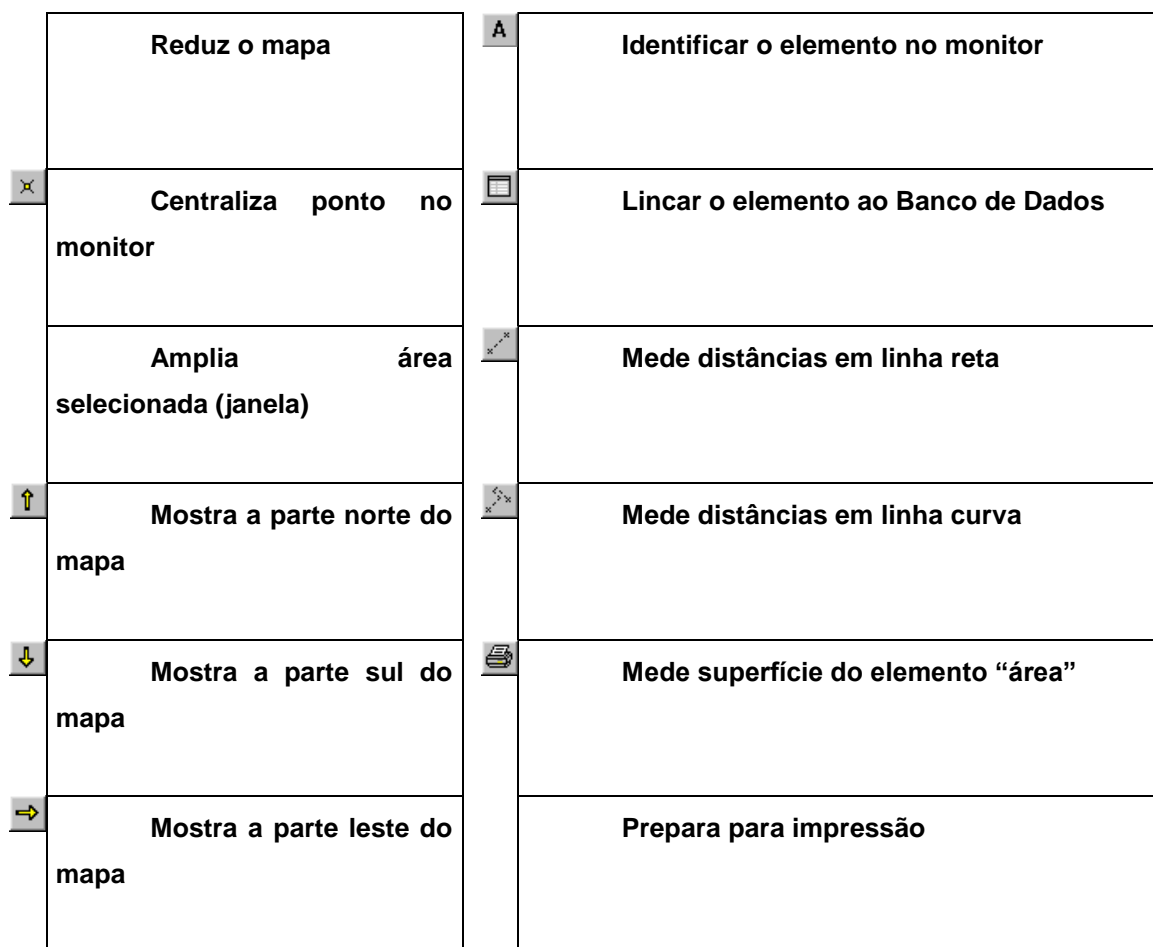 Reduz o mapa
A
Identificar o elemento no monitor
Centraliza ponto no
monitor
Lincar o elemento ao Banco de Dados
Amplia área
selecionada (janela)
Mede distâncias em linha reta
Mostra a parte norte do
mapa
Mede distâncias em linha curva
Mostra a parte sul do
mapa
Mede superfície do elemento “área”
Mostra a parte leste do
mapa
Prepara para impressão